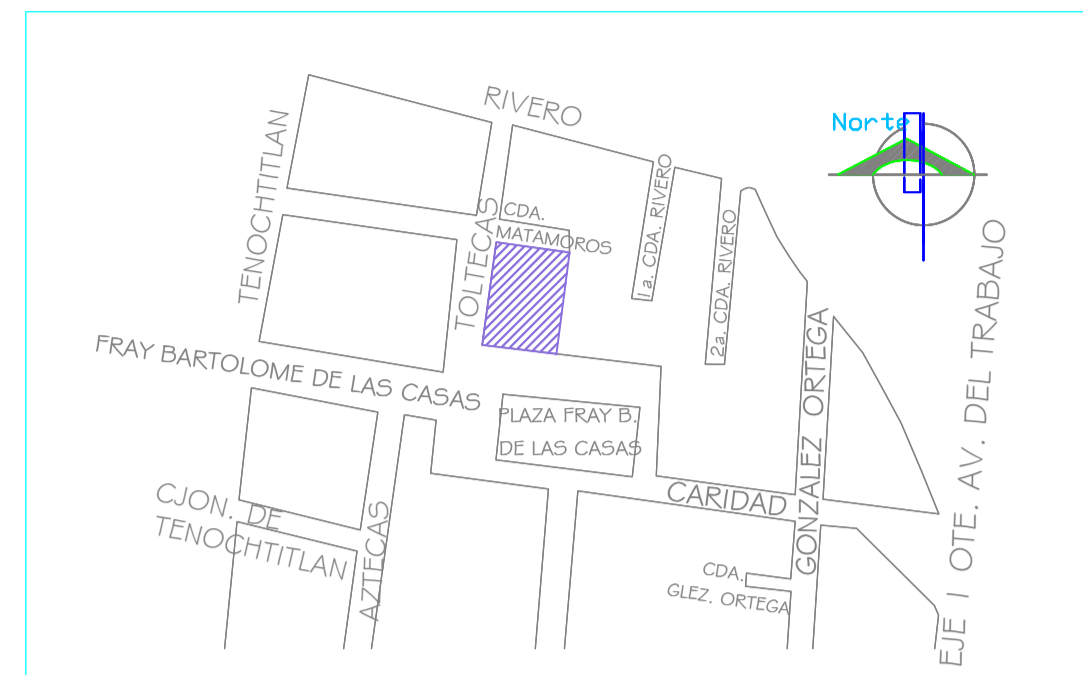 RIVERO
Norte
TENOCHTITLAN
TOLTECAS
CDA.
MATAMOROS
1a. CDA. RIVERO
2a. CDA. RIVERO
FRAY BARTOLOME DE LAS CASAS
PLAZA FRAY B.
DE LAS CASAS
GONZALEZ ORTEGA
EJE 1 OTE. AV. DEL TRABAJO
CARIDAD
CJON. DE
TENOCHTITLAN
AZTECAS
CDA.
GLEZ. ORTEGA